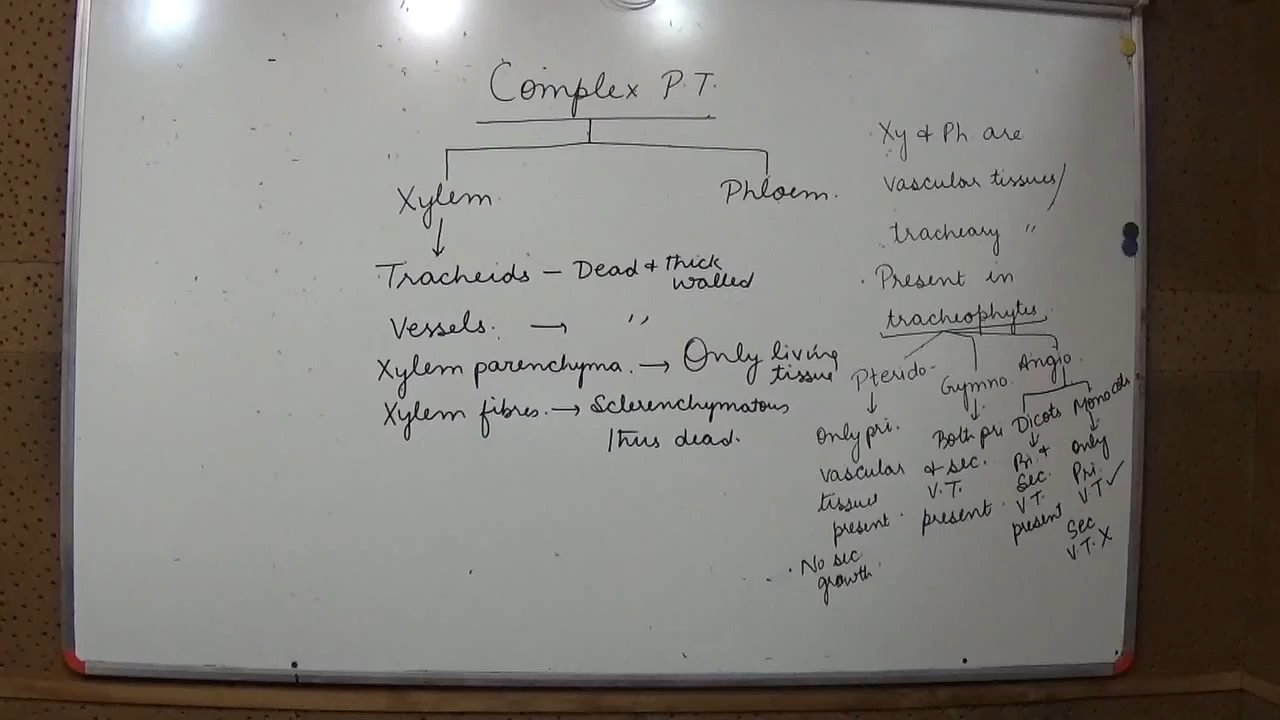 Complex P.T.
Xylem
Phloem.
Tracheids – Dead & thick
walled
Vessels. → "
Xylem parenchyma. → Only living
tissue
Xylem fibres. → Sclerenchymatous
thus dead.
Xy & Ph are
vascular tissues/
tracheary "
. Present in
tracheophytes
Pterido-
↓
Only pri.
vascular
tissue
present.
. No sec
growth.
Gymno.
↓
Both pri
& sec.
V.T.
present.
Angio.
Dicots
↓
Pri. &
Sec.
V.T.
present
Monocots
↓
only
Pri.
V.T ✓
Sec
V.T. X